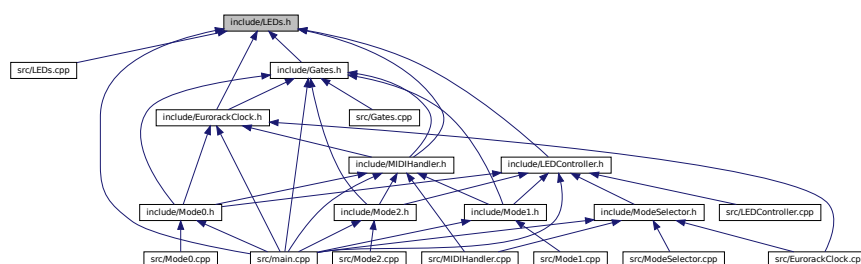 include/LEDs.h
src/LEDs.cpp
include/Gates.h
include/EurorackClock.h
src/Gates.cpp
include/MIDIHandler.h
include/LEDController.h
include/Mode0.h
include/Mode2.h
include/Mode1.h
include/ModeSelector.h
src/LEDController.cpp
src/Mode0.cpp
src/main.cpp
src/Mode2.cpp
src/MIDIHandler.cpp
src/Mode1.cpp
src/ModeSelector.cpp
src/EurorackClock.cpp